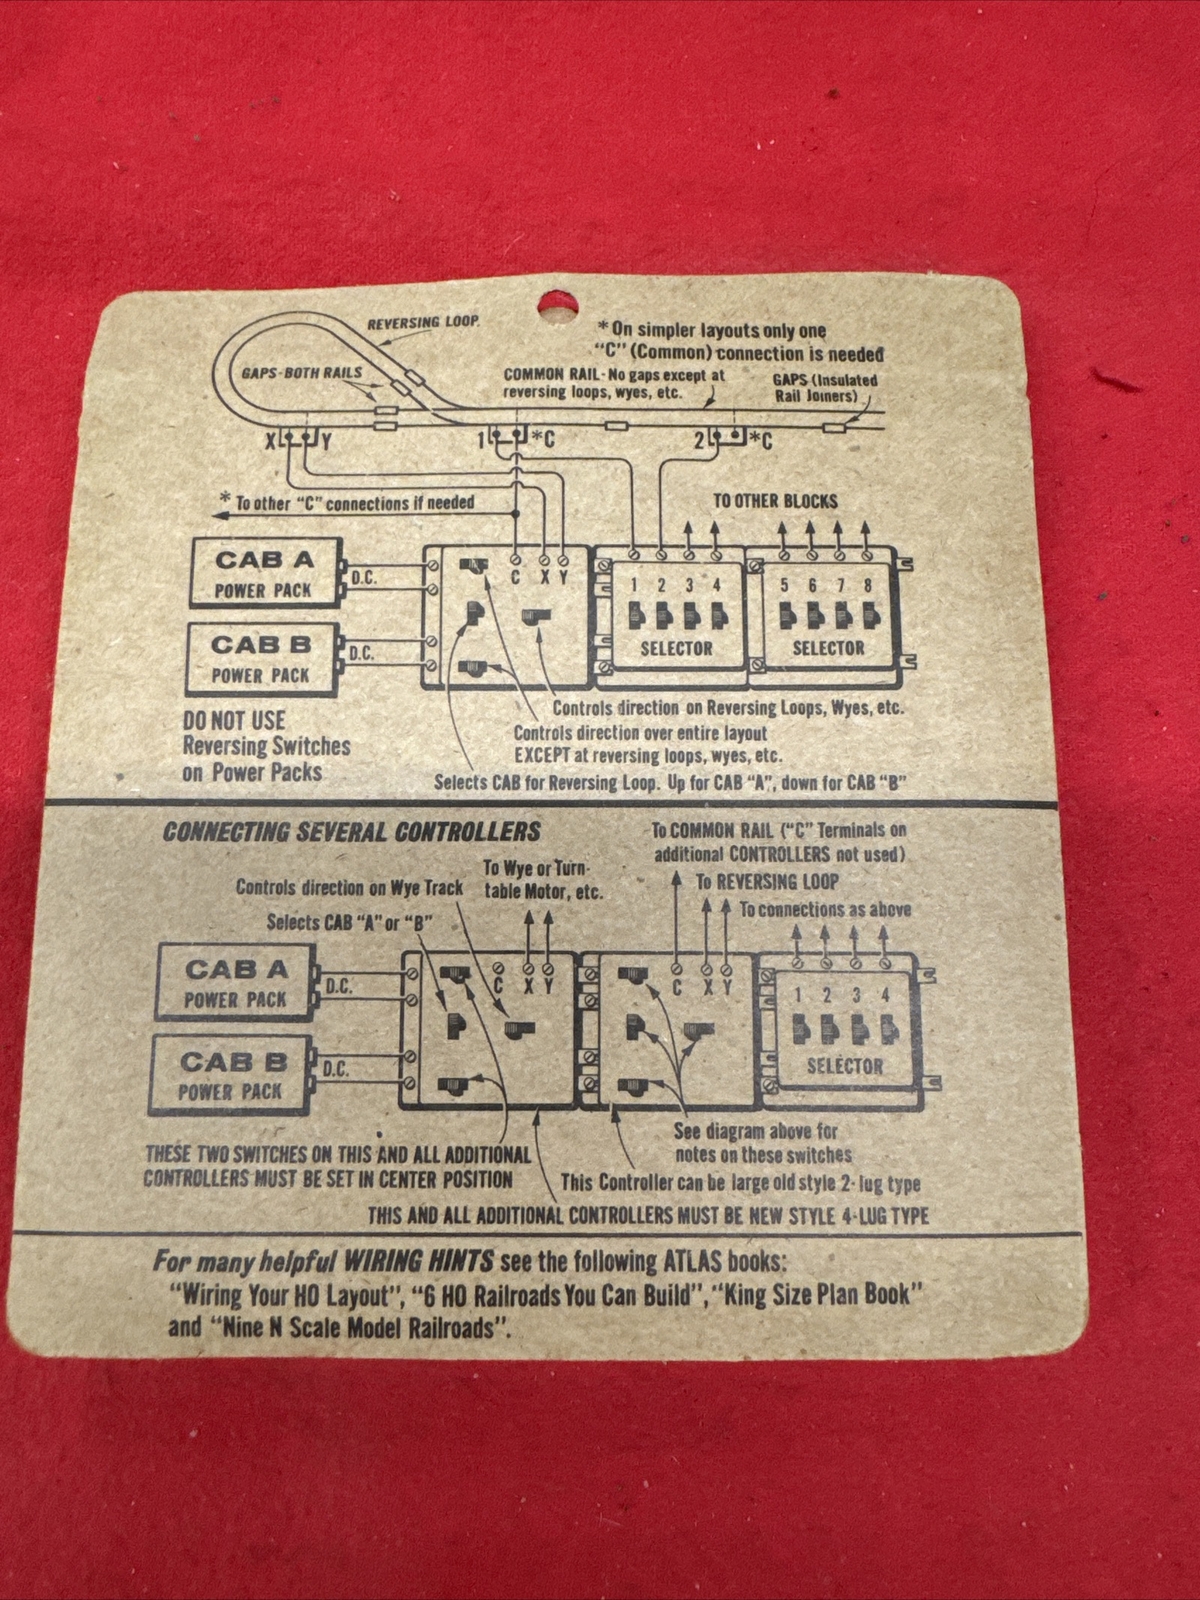 REVERSING LOOP
*On simpler layouts only one
"C" (Common) connection is needed
GAPS-BOTH RAILS
COMMON RAIL-No gaps except at
reversing loops, wyes, etc.
GAPS (Insulated
Rail Joiners)
X Y 1 *C 2 *C
* To other "C" connections if needed
TO OTHER BLOCKS
CAB A
POWER PACK
D.C.
CAB B
POWER PACK
D.C.
C X Y
1 2 3 4
SELECTOR
5 6 7 8
SELECTOR
DO NOT USE
Reversing Switches
on Power Packs
Controls direction on Reversing Loops, Wyes, etc.
Controls direction over entire layout
EXCEPT at reversing loops, wyes, etc.
Selects CAB for Reversing Loop. Up for CAB "A", down for CAB "B"
CONNECTING SEVERAL CONTROLLERS
To COMMON RAIL ("C" Terminals on
additional CONTROLLERS not used)
To Wye or Turn-
table Motor, etc.
Controls direction on Wye Track
To REVERSING LOOP
Selects CAB "A" or "B"
To connections as above
CAB A
POWER PACK
D.C.
CAB B
POWER PACK
D.C.
C X Y
C X Y
1 2 3 4
SELECTOR
See diagram above for
notes on these switches
THESE TWO SWITCHES ON THIS AND ALL ADDITIONAL
CONTROLLERS MUST BE SET IN CENTER POSITION
This Controller can be large old style 2-lug type
THIS AND ALL ADDITIONAL CONTROLLERS MUST BE NEW STYLE 4-LUG TYPE
For many helpful WIRING HINTS see the following ATLAS books:
"Wiring Your HO Layout", "6 HO Railroads You Can Build", "King Size Plan Book"
and "Nine N Scale Model Railroads".